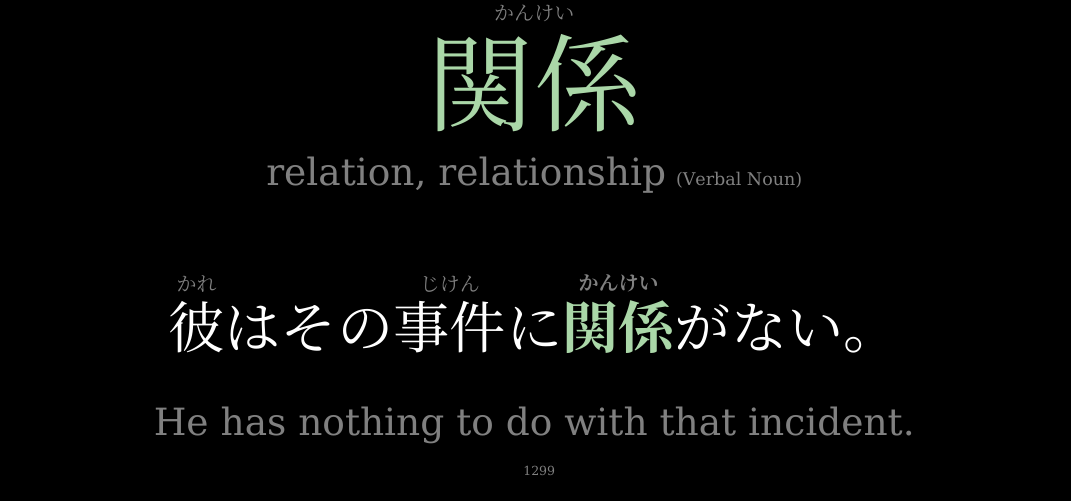 かんけい
関係
relation, relationship (Verbal Noun)
かれ じけん かんけい
彼はその事件に関係がない。
He has nothing to do with that incident.
1299